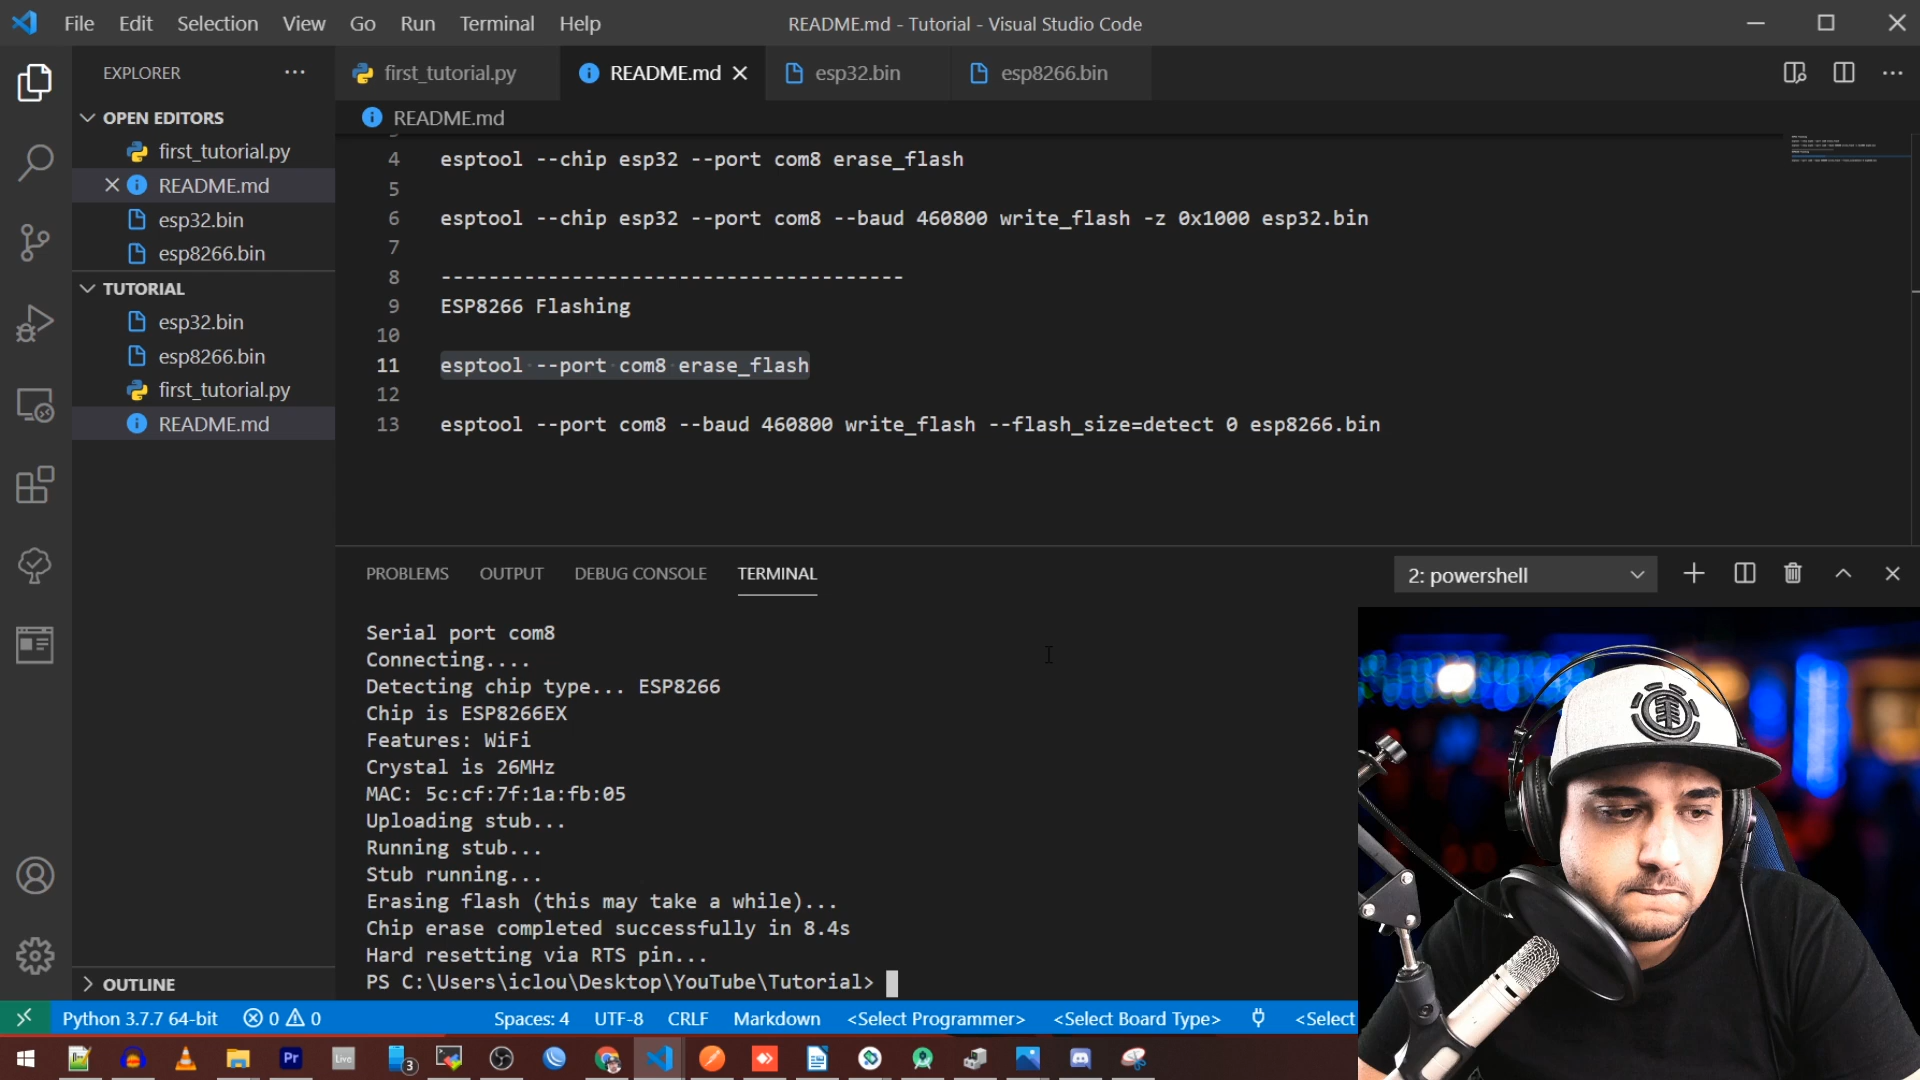 File Edit Selection View Go Run Terminal Help
README.md - Tutorial - Visual Studio Code
EXPLORER
first_tutorial.py
README.md
esp32.bin
esp8266.bin
README.md
OPEN EDITORS
first_tutorial.py
README.md
esp32.bin
esp8266.bin
TUTORIAL
esp32.bin
esp8266.bin
first_tutorial.py
README.md
OUTLINE
4 esptool --chip esp32 --port com8 erase_flash
5
6 esptool --chip esp32 --port com8 --baud 460800 write_flash -z 0x1000 esp32.bin
7
8 ---------------------------------------
9 ESP8266 Flashing
10
11 esptool --port com8 erase_flash
12
13 esptool --port com8 --baud 460800 write_flash --flash_size=detect 0 esp8266.bin
PROBLEMS OUTPUT DEBUG CONSOLE TERMINAL
2: powershell
Serial port com8
Connecting....
Detecting chip type... ESP8266
Chip is ESP8266EX
Features: WiFi
Crystal is 26MHz
MAC: 5c:cf:7f:1a:fb:05
Uploading stub...
Running stub...
Stub running...
Erasing flash (this may take a while)...
Chip erase completed successfully in 8.4s
Hard resetting via RTS pin...
PS C:\Users\iclou\Desktop\YouTube\Tutorial>
Python 3.7.7 64-bit 0 0 Spaces: 4 UTF-8 CRLF Markdown <Select Programmer> <Select Board Type> <Select
Pr
Live
3